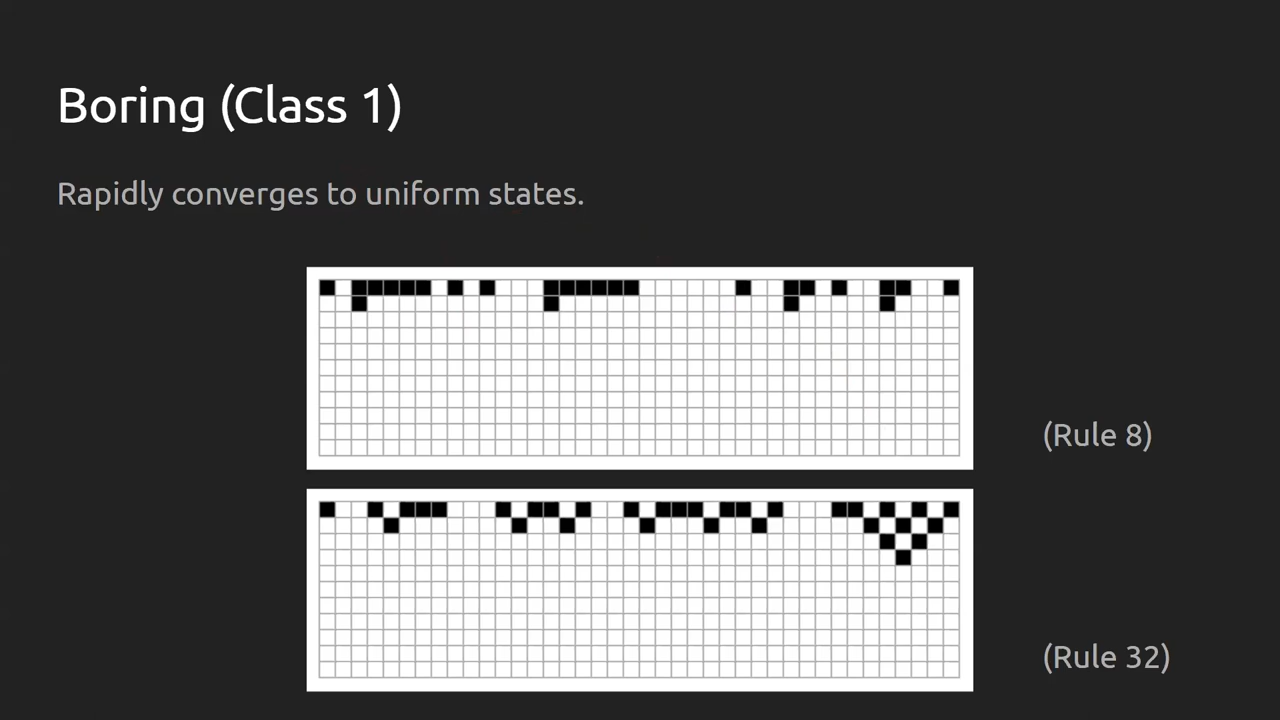 Boring (Class 1)
Rapidly converges to uniform states.
(Rule 8)
(Rule 32)